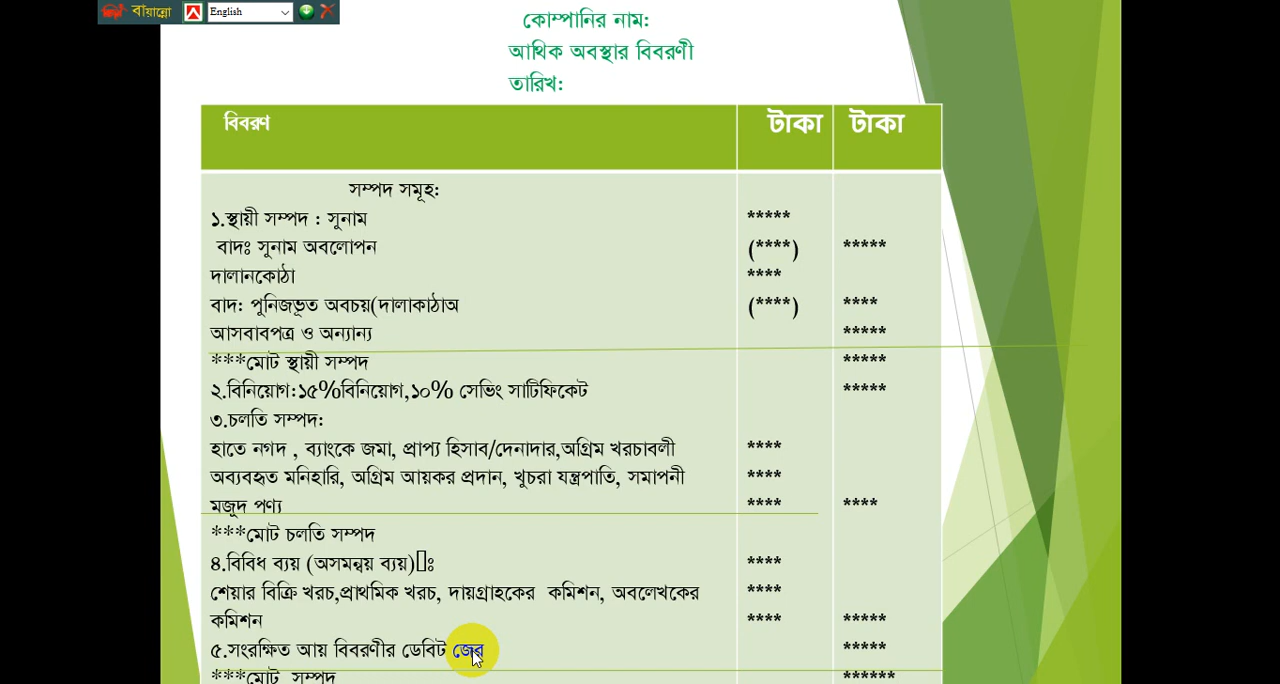 বায়ান্নো English
কোম্পানির নাম:
আর্থিক অবস্থার বিবরণী
তারিখ:
বিবরণ টাকা টাকা
সম্পদ সমূহ:
১.স্থায়ী সম্পদ : সুনাম *****
বাদঃ সুনাম অবলোপন (****) *****
দালানকোঠা ****
বাদ: পুনিজভূত অবচয়(দালাকাঠাঅ (****) ****
আসবাবপত্র ও অন্যান্য *****
***মোট স্থায়ী সম্পদ *****
২.বিনিয়োগ:১৫%বিনিয়োগ,১০% সেভিং সাটিফিকেট *****
৩.চলতি সম্পদ:
হাতে নগদ , ব্যাংকে জমা, প্রাপ্য হিসাব/দেনাদার,অগ্রিম খরচাবলী ****
অব্যবহৃত মনিহারি, অগ্রিম আয়কর প্রদান, খুচরা যন্ত্রপাতি, সমাপনী ****
মজুদ পণ্য **** ****
***মোট চলতি সম্পদ
৪.বিবিধ ব্যয় (অসমন্বয় ব্যয়)ঃ ****
শেয়ার বিক্রি খরচ,প্রাথমিক খরচ, দায়গ্রাহকের কমিশন, অবলেখকের ****
কমিশন **** *****
৫.সংরক্ষিত আয় বিবরণীর ডেবিট জের *****
***মোট সম্পদ ******